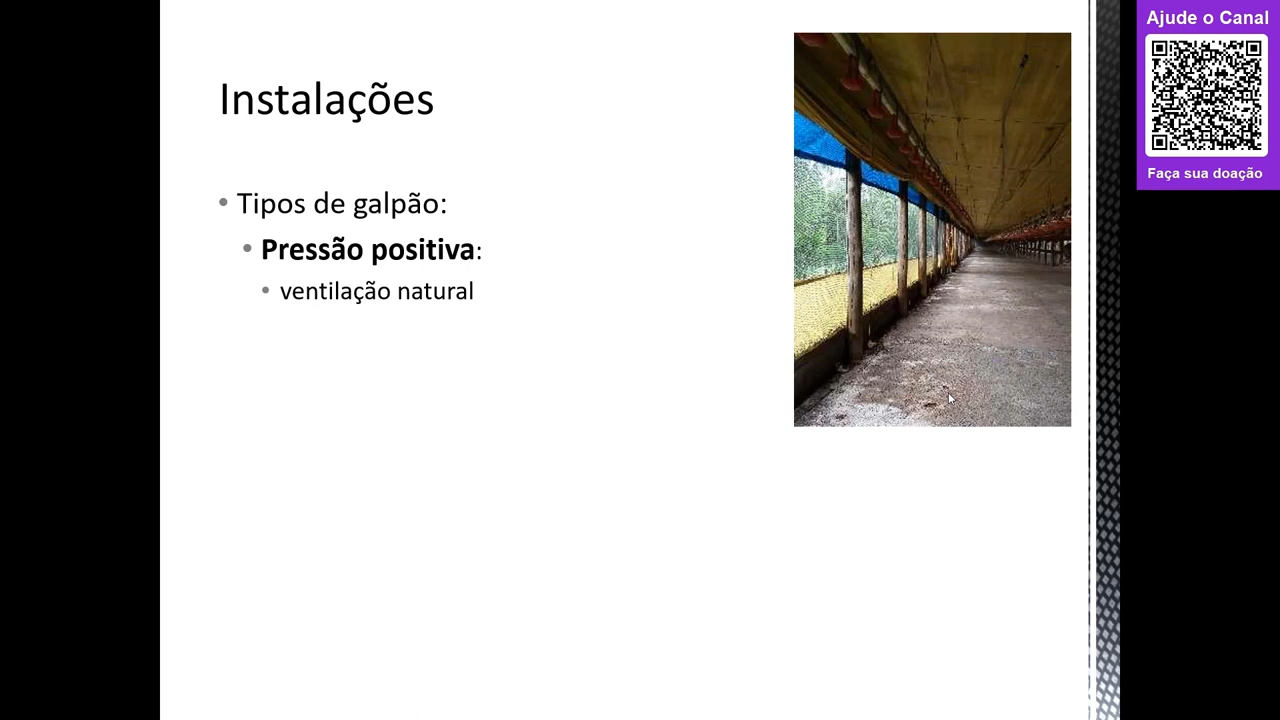 Instalações
• Tipos de galpão:
• Pressão positiva:
• ventilação natural
Ajude o Canal
Faça sua doação